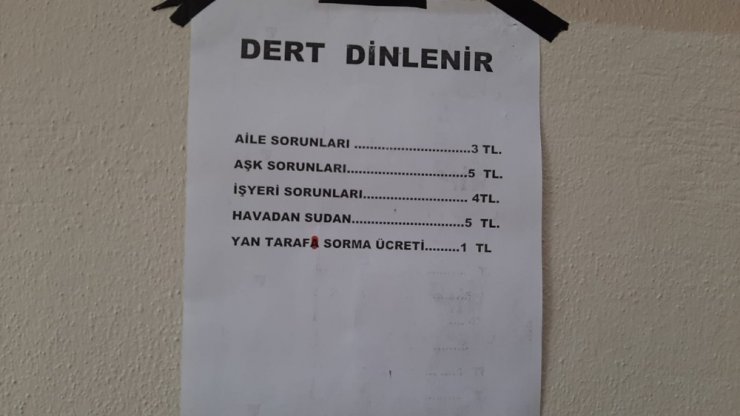 DERT DİNLENİR
AİLE SORUNLARI ...............................3 TL.
AŞK SORUNLARI................................5 TL.
İŞYERİ SORUNLARI............................ 4TL.
HAVADAN SUDAN..............................5 TL.
YAN TARAFA SORMA ÜCRETİ.........1 TL